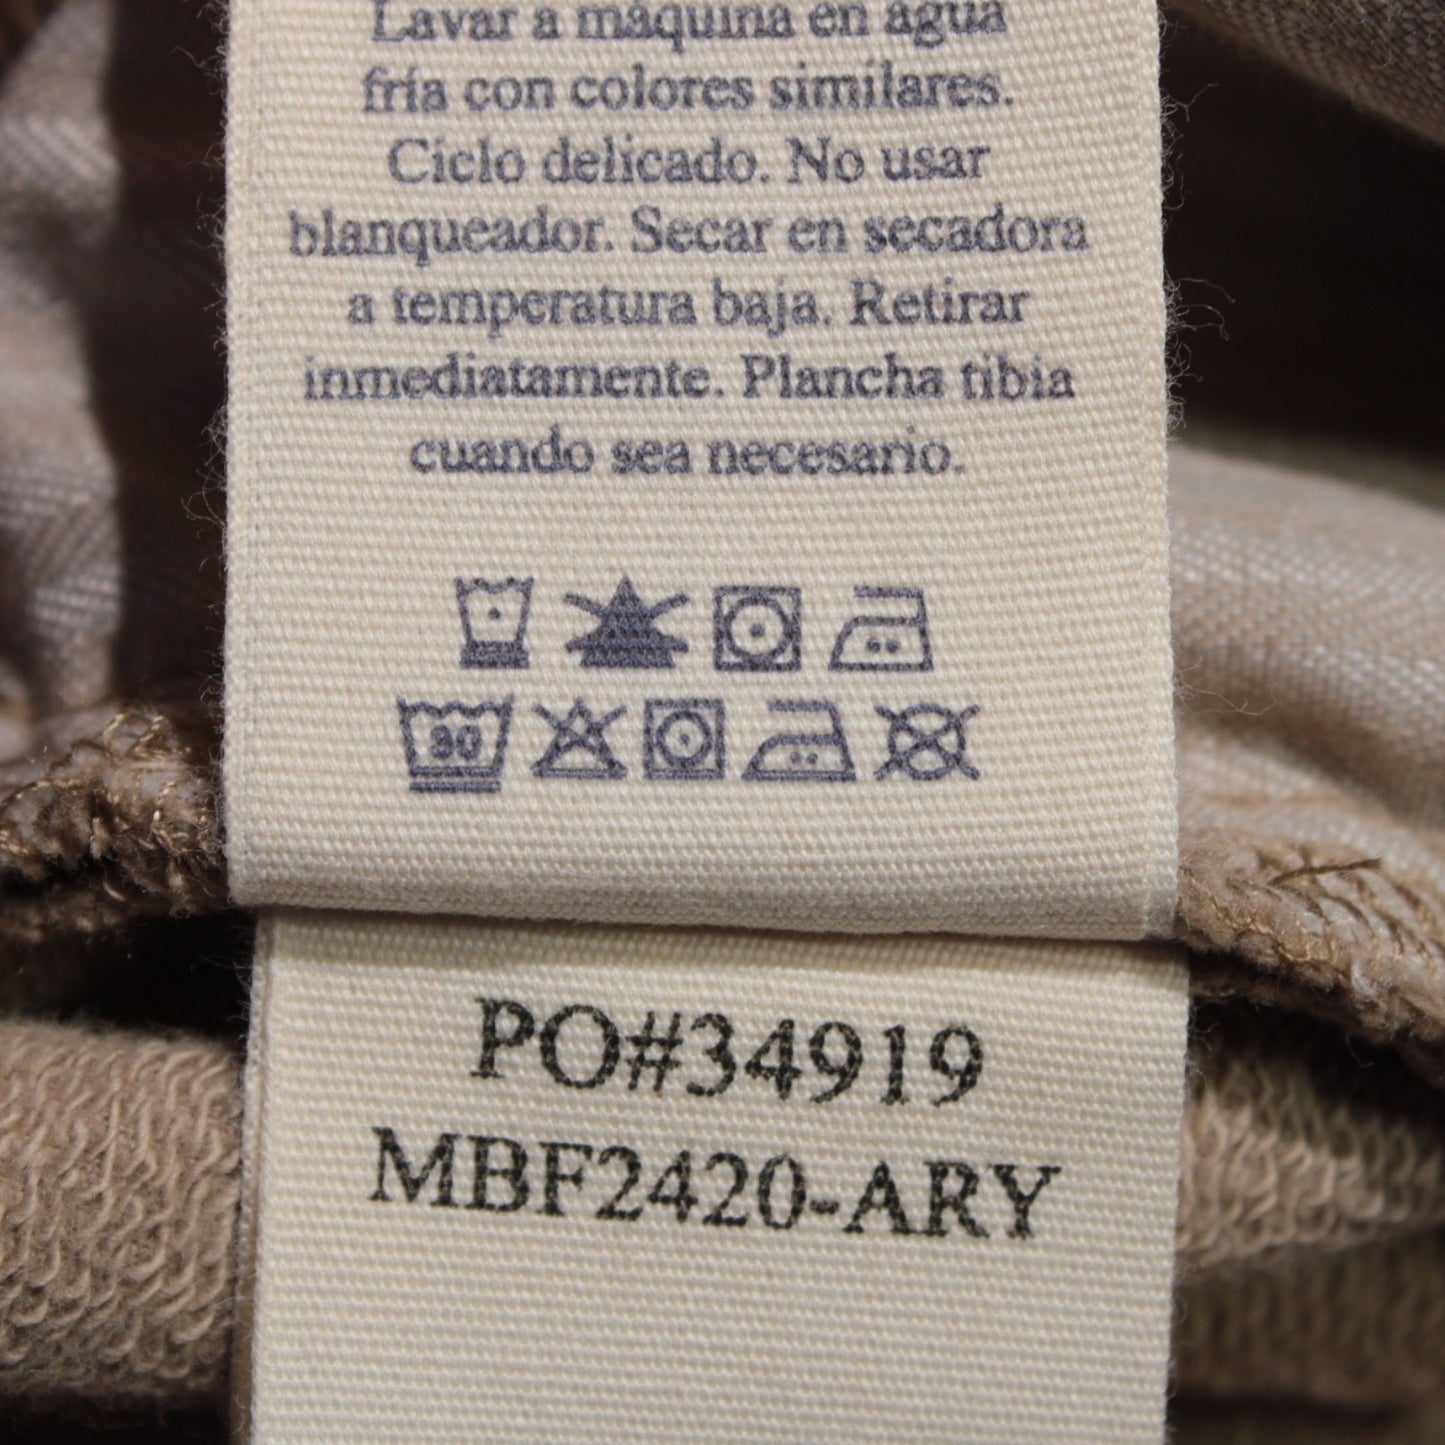 Lavar a máquina en agua
fría con colores similares.
Ciclo delicado. No usar
blanqueador. Secar en secadora
a temperatura baja. Retirar
inmediatamente. Plancha tibia
cuando sea necesario.
30
PO#34919
MBF2420-ARY